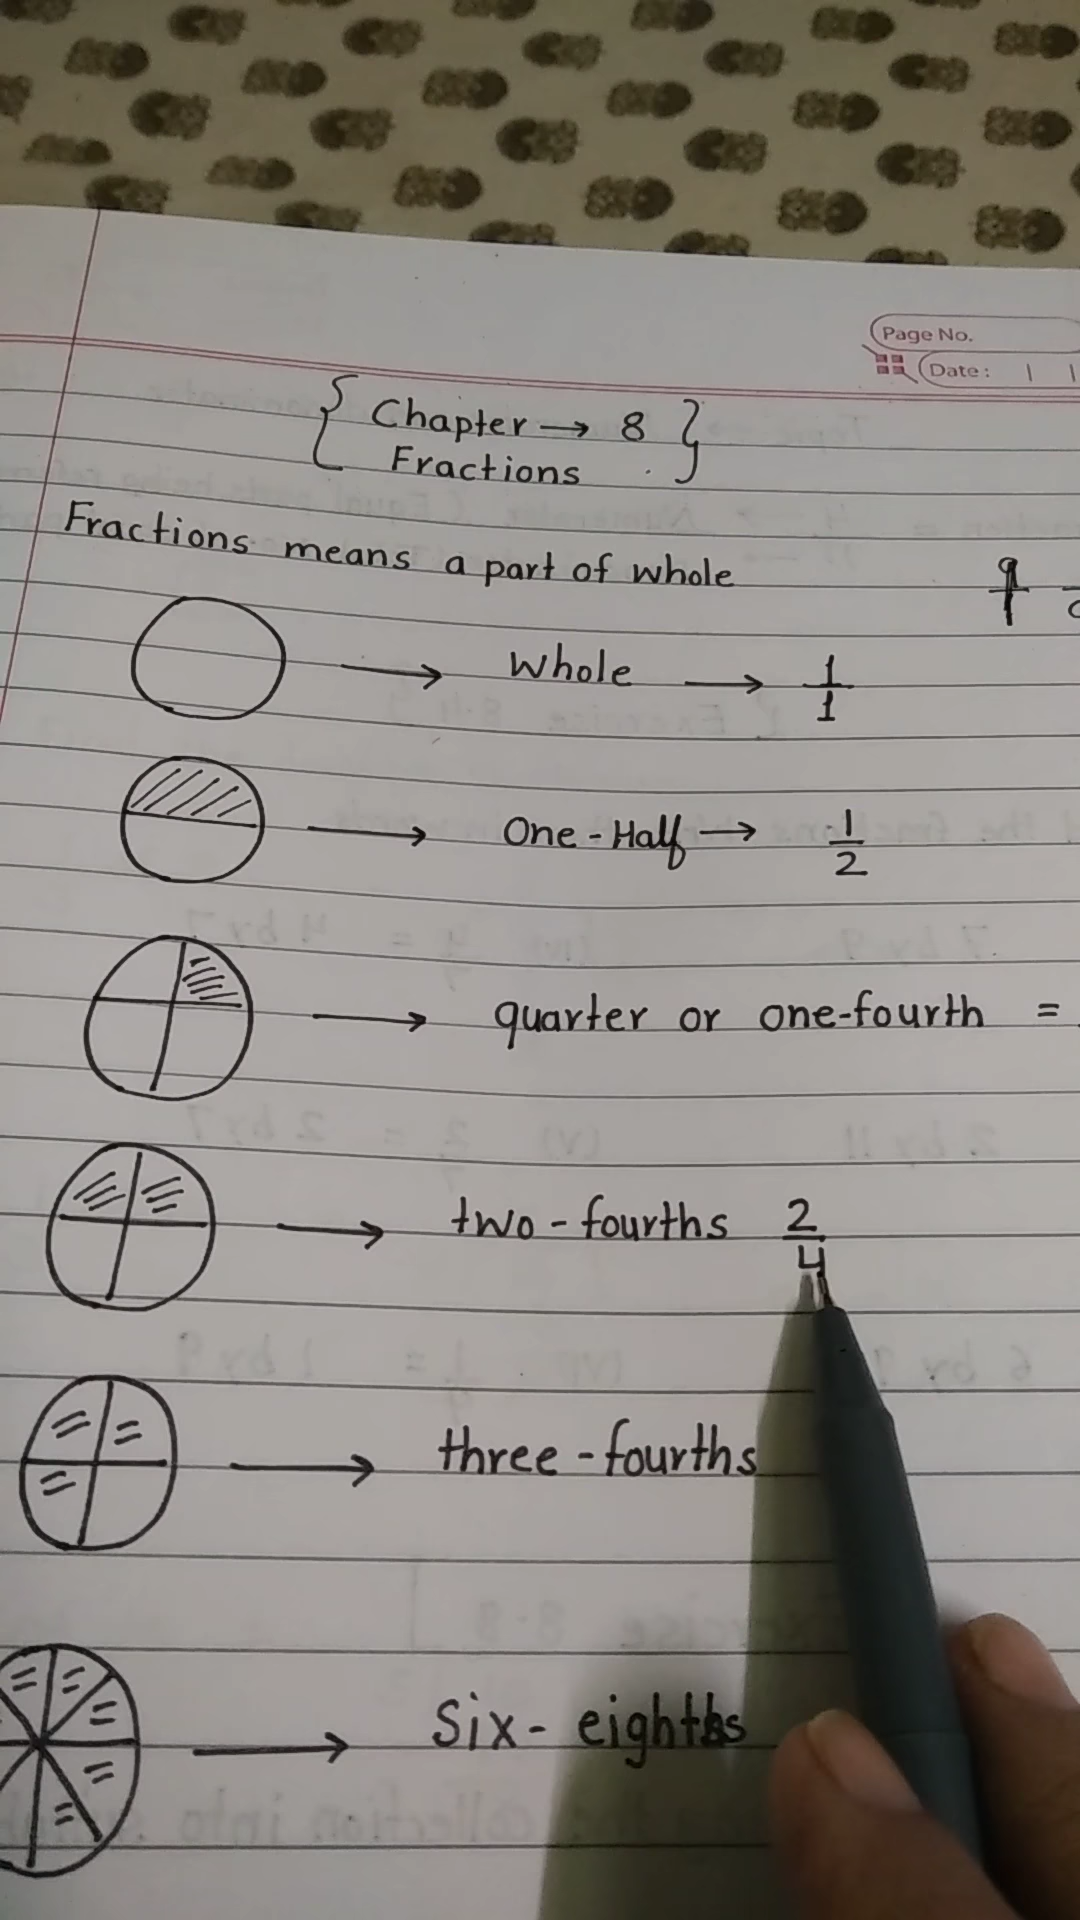 Page No.
Date:
{ Chapter → 8
Fractions }
Fractions means a part of whole
→ Whole → 1/1
→ One-Half → 1/2
→ quarter or one-fourth =
→ two-fourths 2/4
→ three-fourths
→ Six-eighths